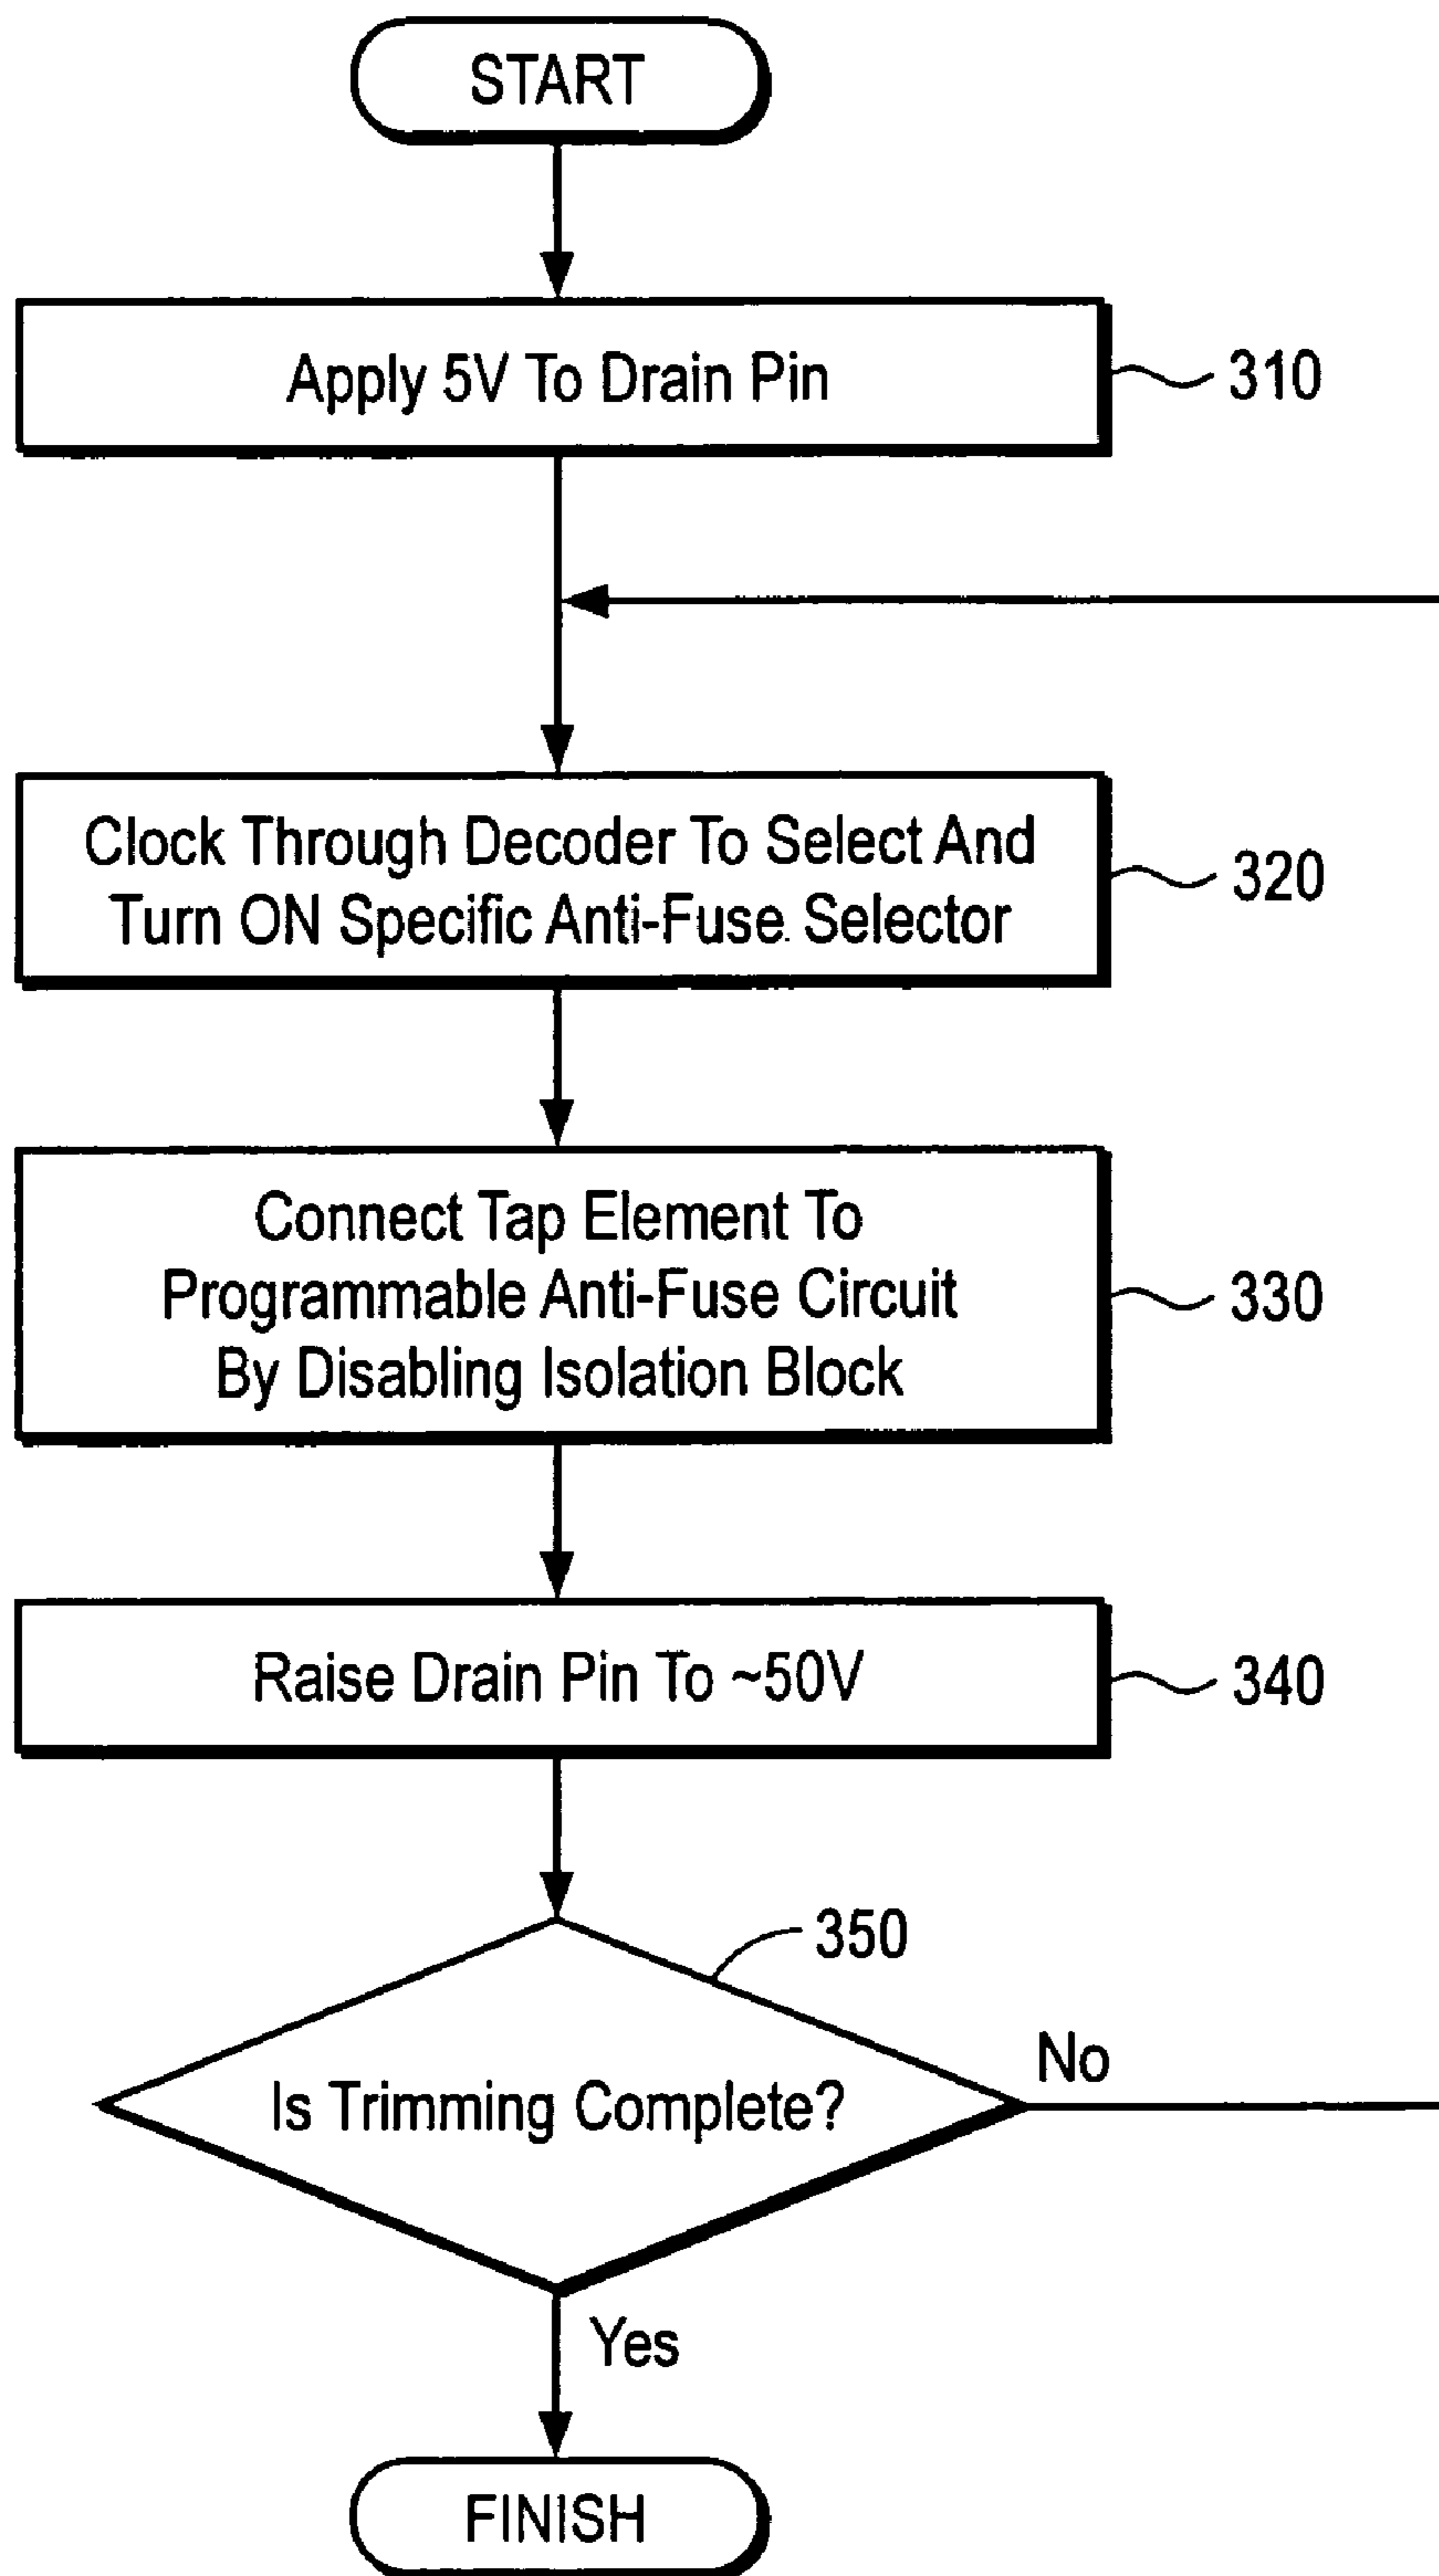 START
Apply 5V To Drain Pin
310
Clock Through Decoder To Select And
Turn ON Specific Anti-Fuse Selector
320
Connect Tap Element To
Programmable Anti-Fuse Circuit
By Disabling Isolation Block
330
Raise Drain Pin To ~50V
340
350
Is Trimming Complete?
No
Yes
FINISH